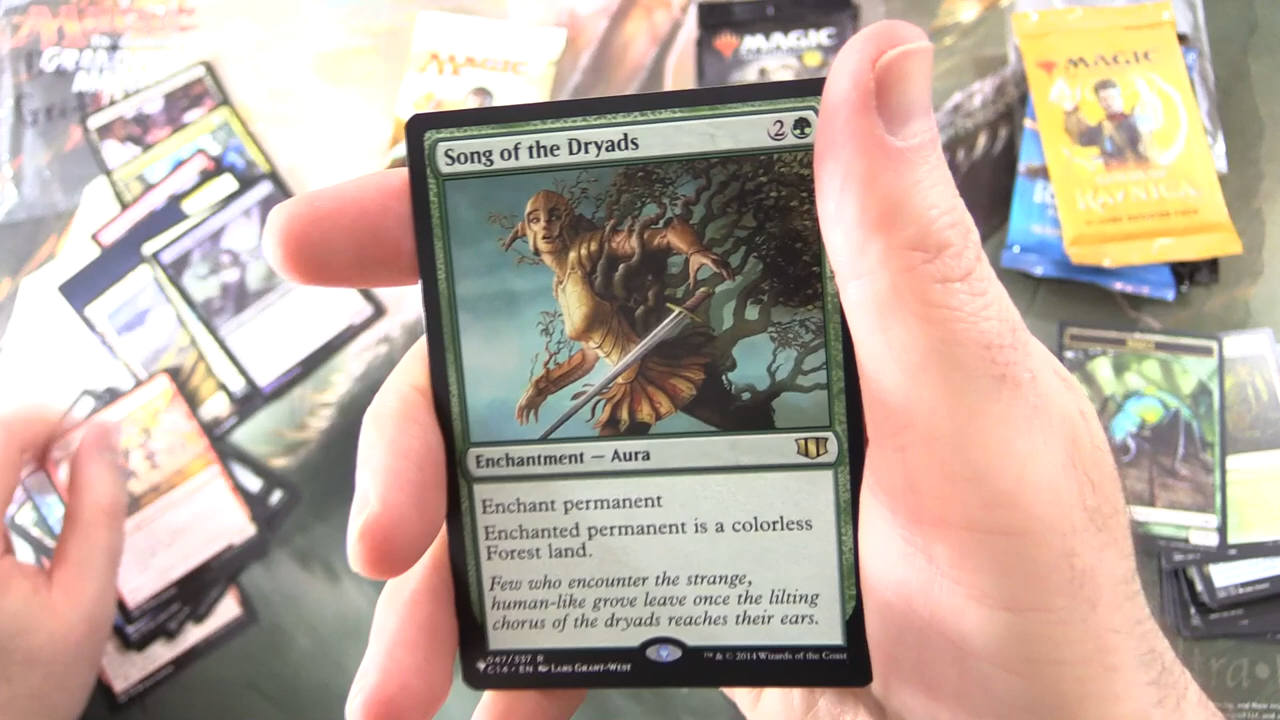 MAGIC
MAGIC
MAGIC
RAVNICA
Song of the Dryads
2
Enchantment — Aura
Enchant permanent
Enchanted permanent is a colorless
Forest land.
Few who encounter the strange,
human-like grove leave once the lilting
chorus of the dryads reaches their ears.
047/337 R
C14 • EN Lars Grant-West
™ & © 2014 Wizards of the Coast